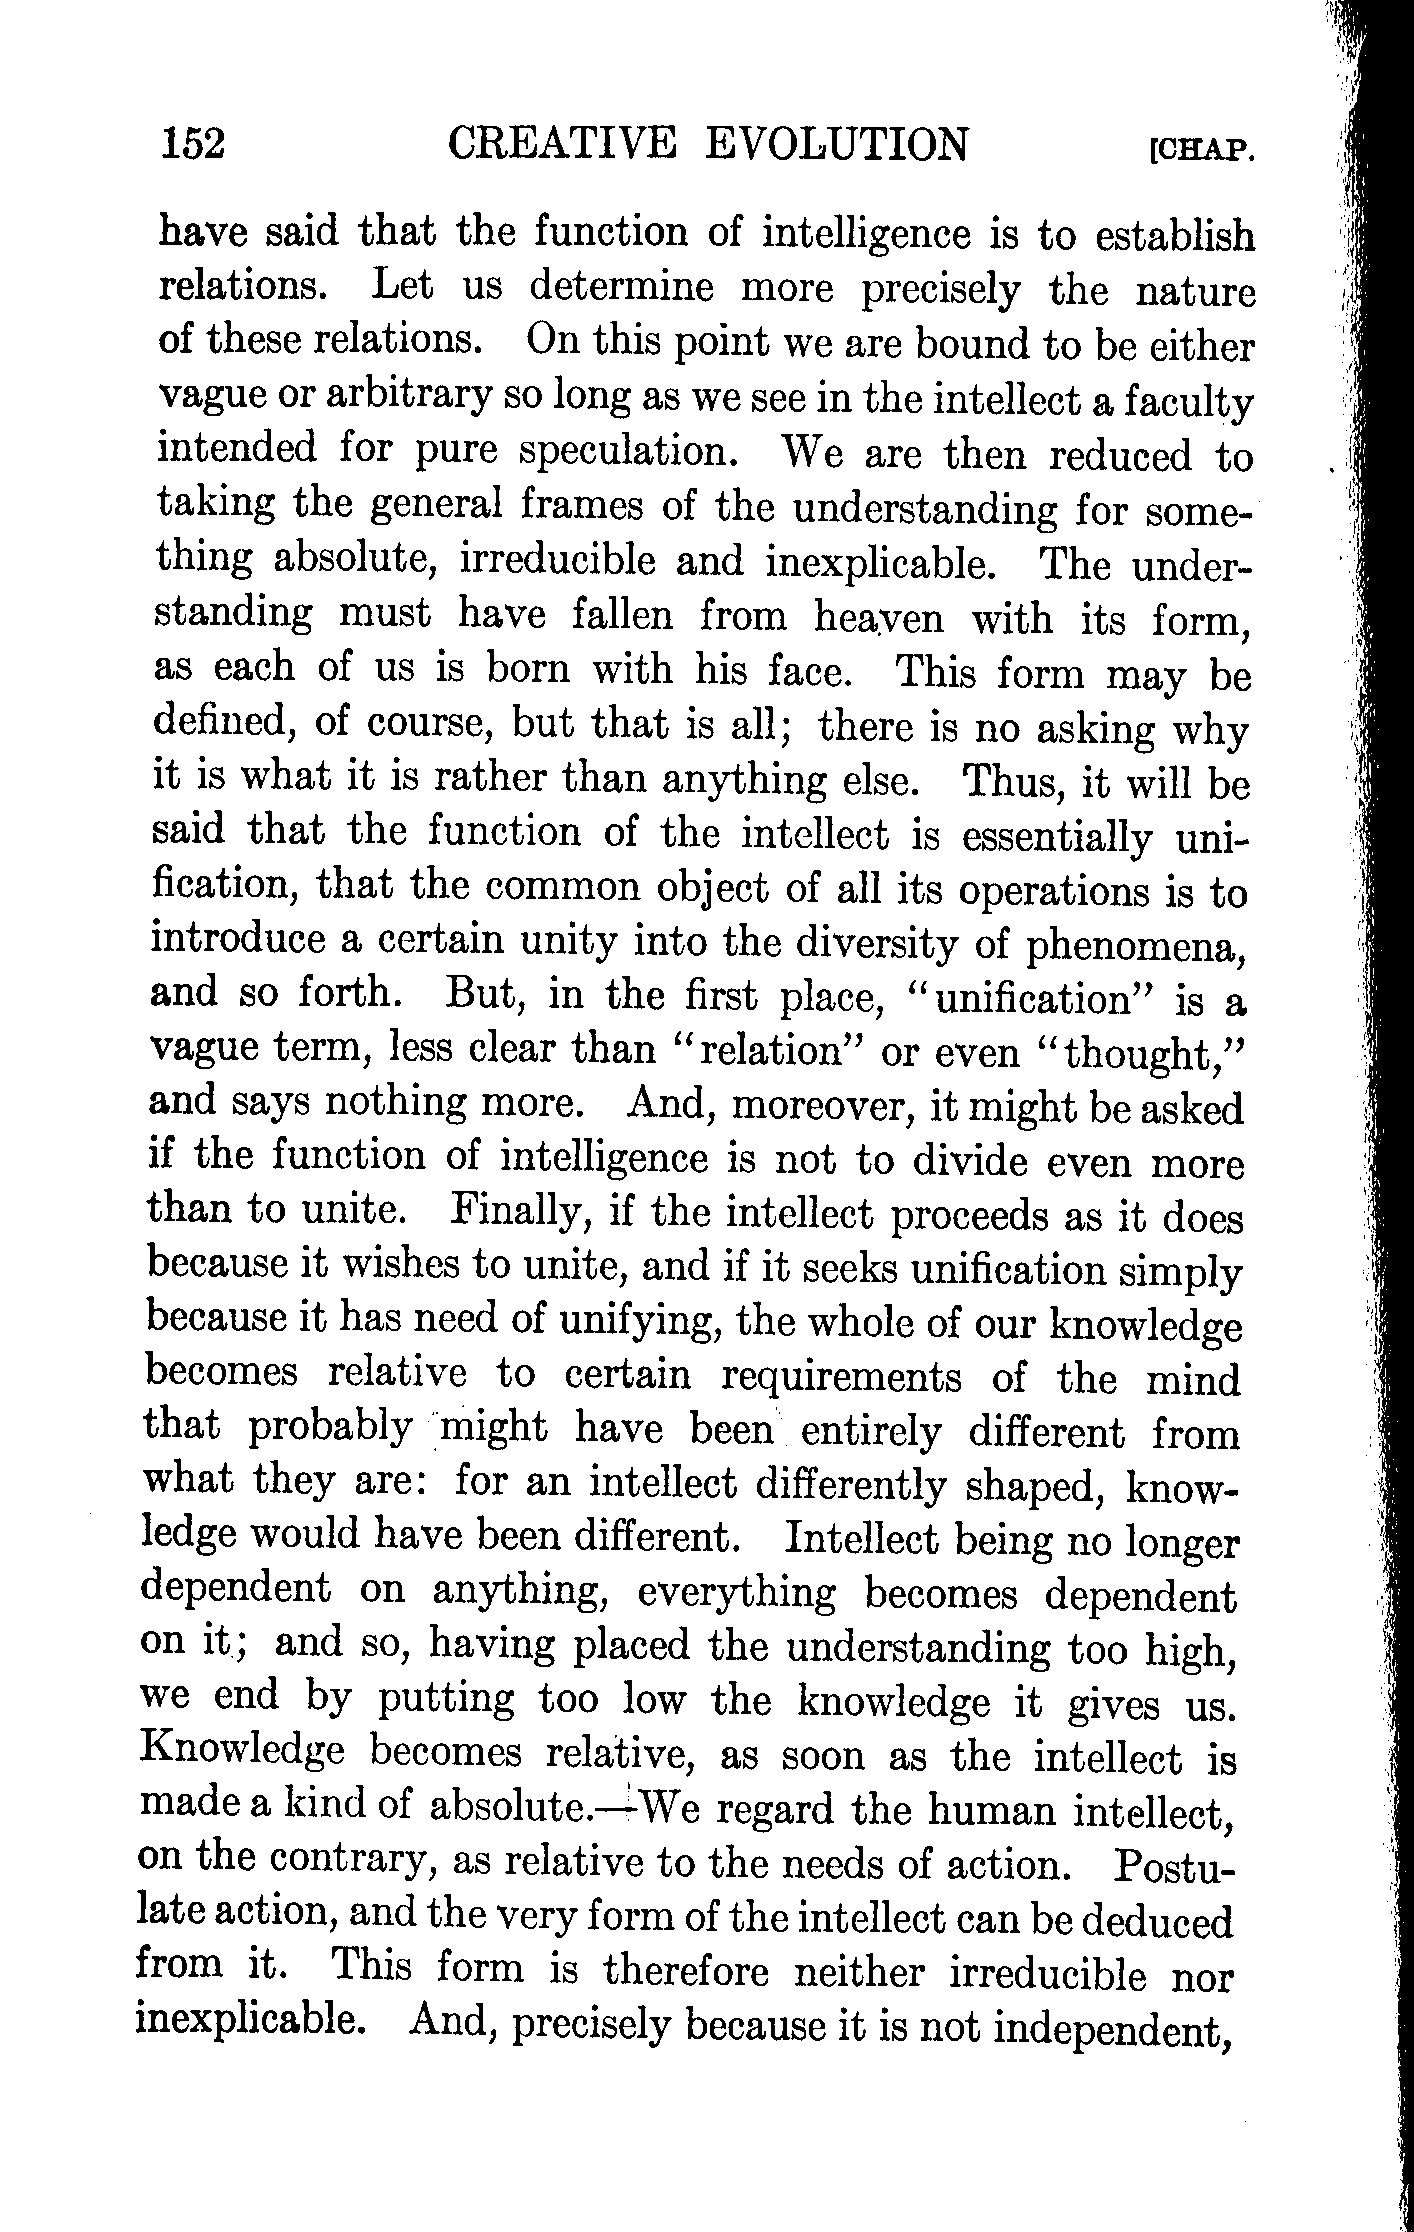 152 CREATIVE EVOLUTION [CHAP.
have said that the function of intelligence is to establish
relations. Let us determine more precisely the nature
of these relations. On this point we are bound to be either
vague or arbitrary so long as we see in the intellect a faculty
intended for pure speculation. We are then reduced to
taking the general frames of the understanding for some-
thing absolute, irreducible and inexplicable. The under-
standing must have fallen from heaven with its form,
as each of us is born with his face. This form may be
defined, of course, but that is all; there is no asking why
it is what it is rather than anything else. Thus, it will be
said that the function of the intellect is essentially uni-
fication, that the common object of all its operations is to
introduce a certain unity into the diversity of phenomena,
and so forth. But, in the first place, “unification” is a
vague term, less clear than “relation” or even “thought,”
and says nothing more. And, moreover, it might be asked
if the function of intelligence is not to divide even more
than to unite. Finally, if the intellect proceeds as it does
because it wishes to unite, and if it seeks unification simply
because it has need of unifying, the whole of our knowledge
becomes relative to certain requirements of the mind
that probably might have been entirely different from
what they are: for an intellect differently shaped, know-
ledge would have been different. Intellect being no longer
dependent on anything, everything becomes dependent
on it; and so, having placed the understanding too high,
we end by putting too low the knowledge it gives us.
Knowledge becomes relative, as soon as the intellect is
made a kind of absolute.—We regard the human intellect,
on the contrary, as relative to the needs of action. Postu-
late action, and the very form of the intellect can be deduced
from it. This form is therefore neither irreducible nor
inexplicable. And, precisely because it is not independent,